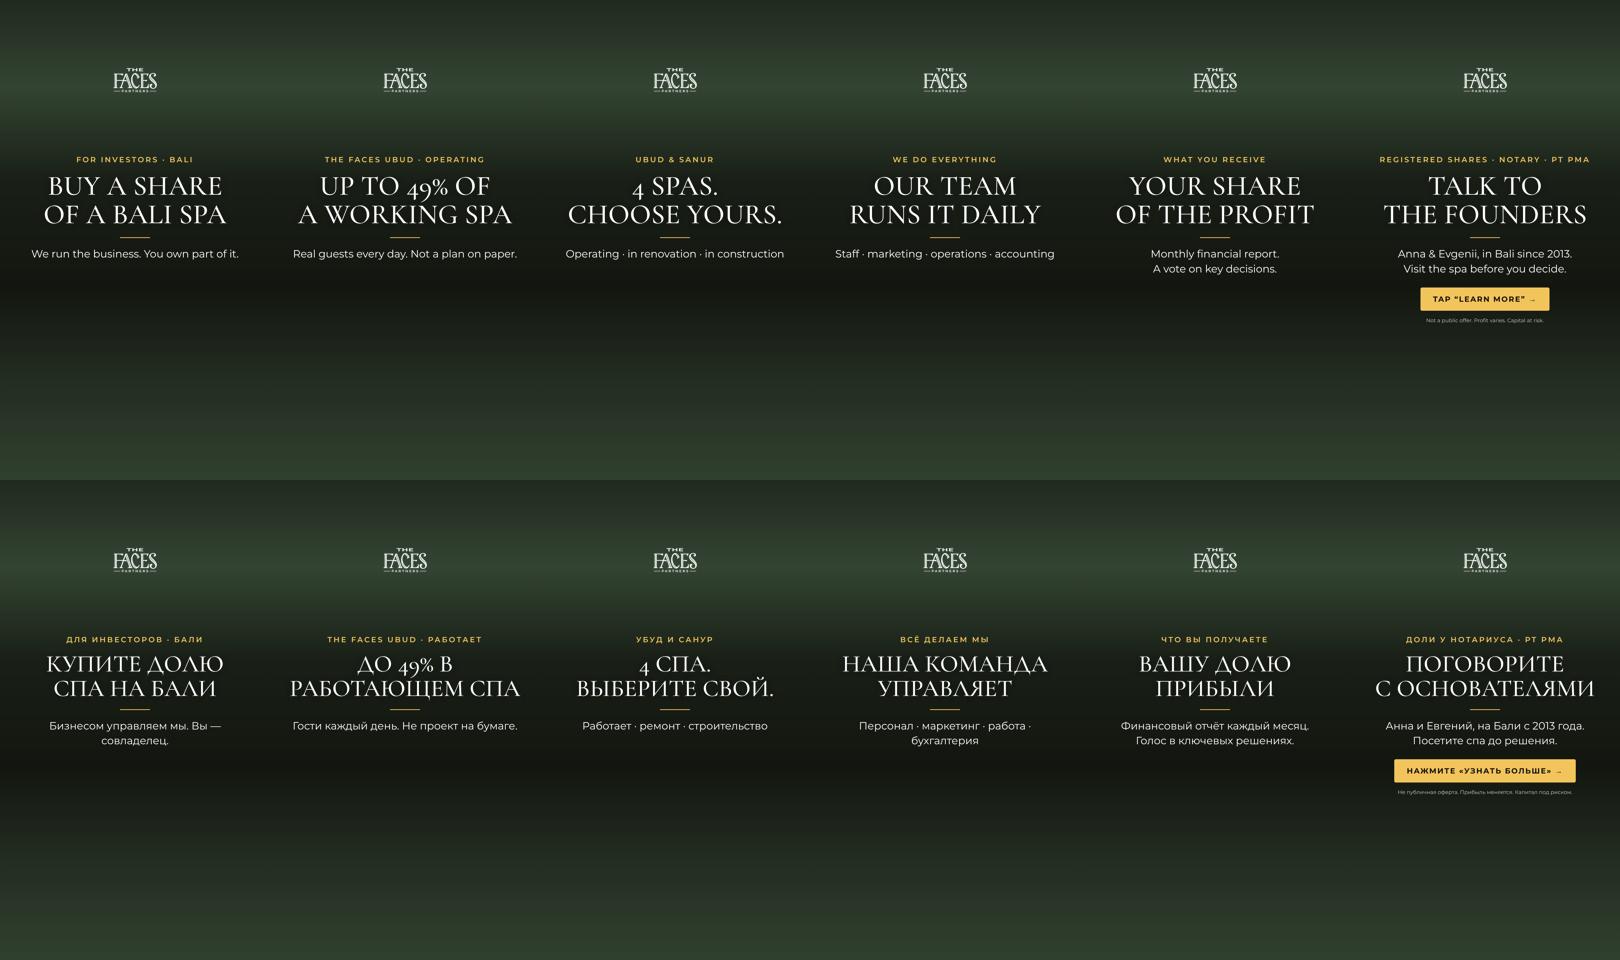 THE
FACES
PARTNERS
FOR INVESTORS · BALI
BUY A SHARE
OF A BALI SPA
We run the business. You own part of it.
THE
FACES
PARTNERS
THE FACES UBUD · OPERATING
UP TO 49% OF
A WORKING SPA
Real guests every day. Not a plan on paper.
THE
FACES
PARTNERS
UBUD & SANUR
4 SPAS.
CHOOSE YOURS.
Operating · in renovation · in construction
THE
FACES
PARTNERS
WE DO EVERYTHING
OUR TEAM
RUNS IT DAILY
Staff · marketing · operations · accounting
THE
FACES
PARTNERS
WHAT YOU RECEIVE
YOUR SHARE
OF THE PROFIT
Monthly financial report.
A vote on key decisions.
THE
FACES
PARTNERS
REGISTERED SHARES · NOTARY · PT PMA
TALK TO
THE FOUNDERS
Anna & Evgenii, in Bali since 2013.
Visit the spa before you decide.
TAP “LEARN MORE” →
Not a public offer. Profit varies. Capital at risk.
THE
FACES
PARTNERS
ДЛЯ ИНВЕСТОРОВ · БАЛИ
КУПИТЕ ДОЛЮ
СПА НА БАЛИ
Бизнесом управляем мы. Вы —
совладелец.
THE
FACES
PARTNERS
THE FACES UBUD · РАБОТАЕТ
ДО 49% В
РАБОТАЮЩЕМ СПА
Гости каждый день. Не проект на бумаге.
THE
FACES
PARTNERS
УБУД И САНУР
4 СПА.
ВЫБЕРИТЕ СВОЙ.
Работает · ремонт · строительство
THE
FACES
PARTNERS
ВСЁ ДЕЛАЕМ МЫ
НАША КОМАНДА
УПРАВЛЯЕТ
Персонал · маркетинг · работа ·
бухгалтерия
THE
FACES
PARTNERS
ЧТО ВЫ ПОЛУЧАЕТЕ
ВАШУ ДОЛЮ
ПРИБЫЛИ
Финансовый отчёт каждый месяц.
Голос в ключевых решениях.
THE
FACES
PARTNERS
ДОЛИ У НОТАРИУСА · PT PMA
ПОГОВОРИТЕ
С ОСНОВАТЕЛЯМИ
Анна и Евгений, на Бали с 2013 года.
Посетите спа до решения.
НАЖМИТЕ «УЗНАТЬ БОЛЬШЕ» →
Не публичная оферта. Прибыль меняется. Капитал под риском.